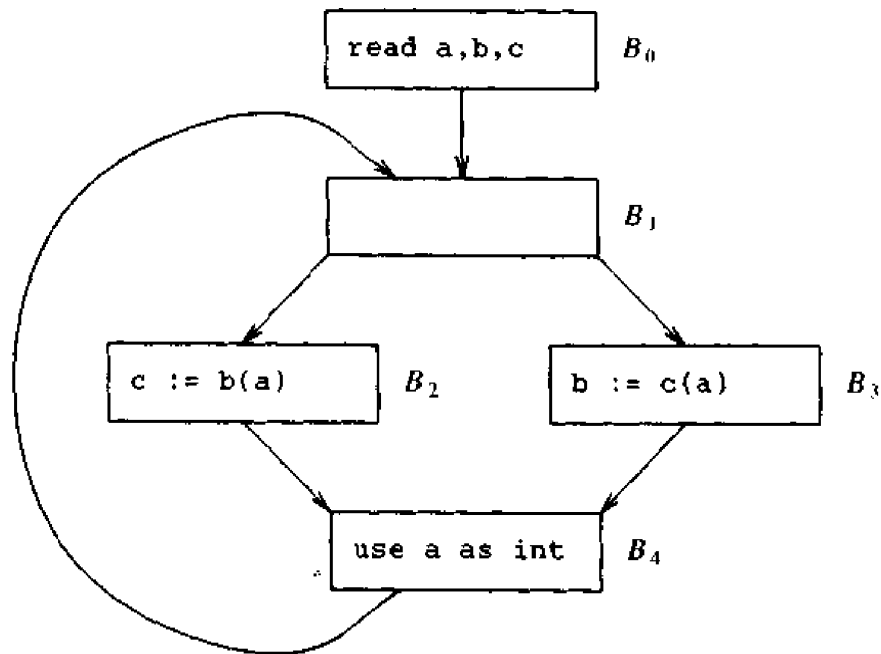 read a,b,c B₀
B₁
c := b(a) B₂
b := c(a) B₃
use a as int B₄